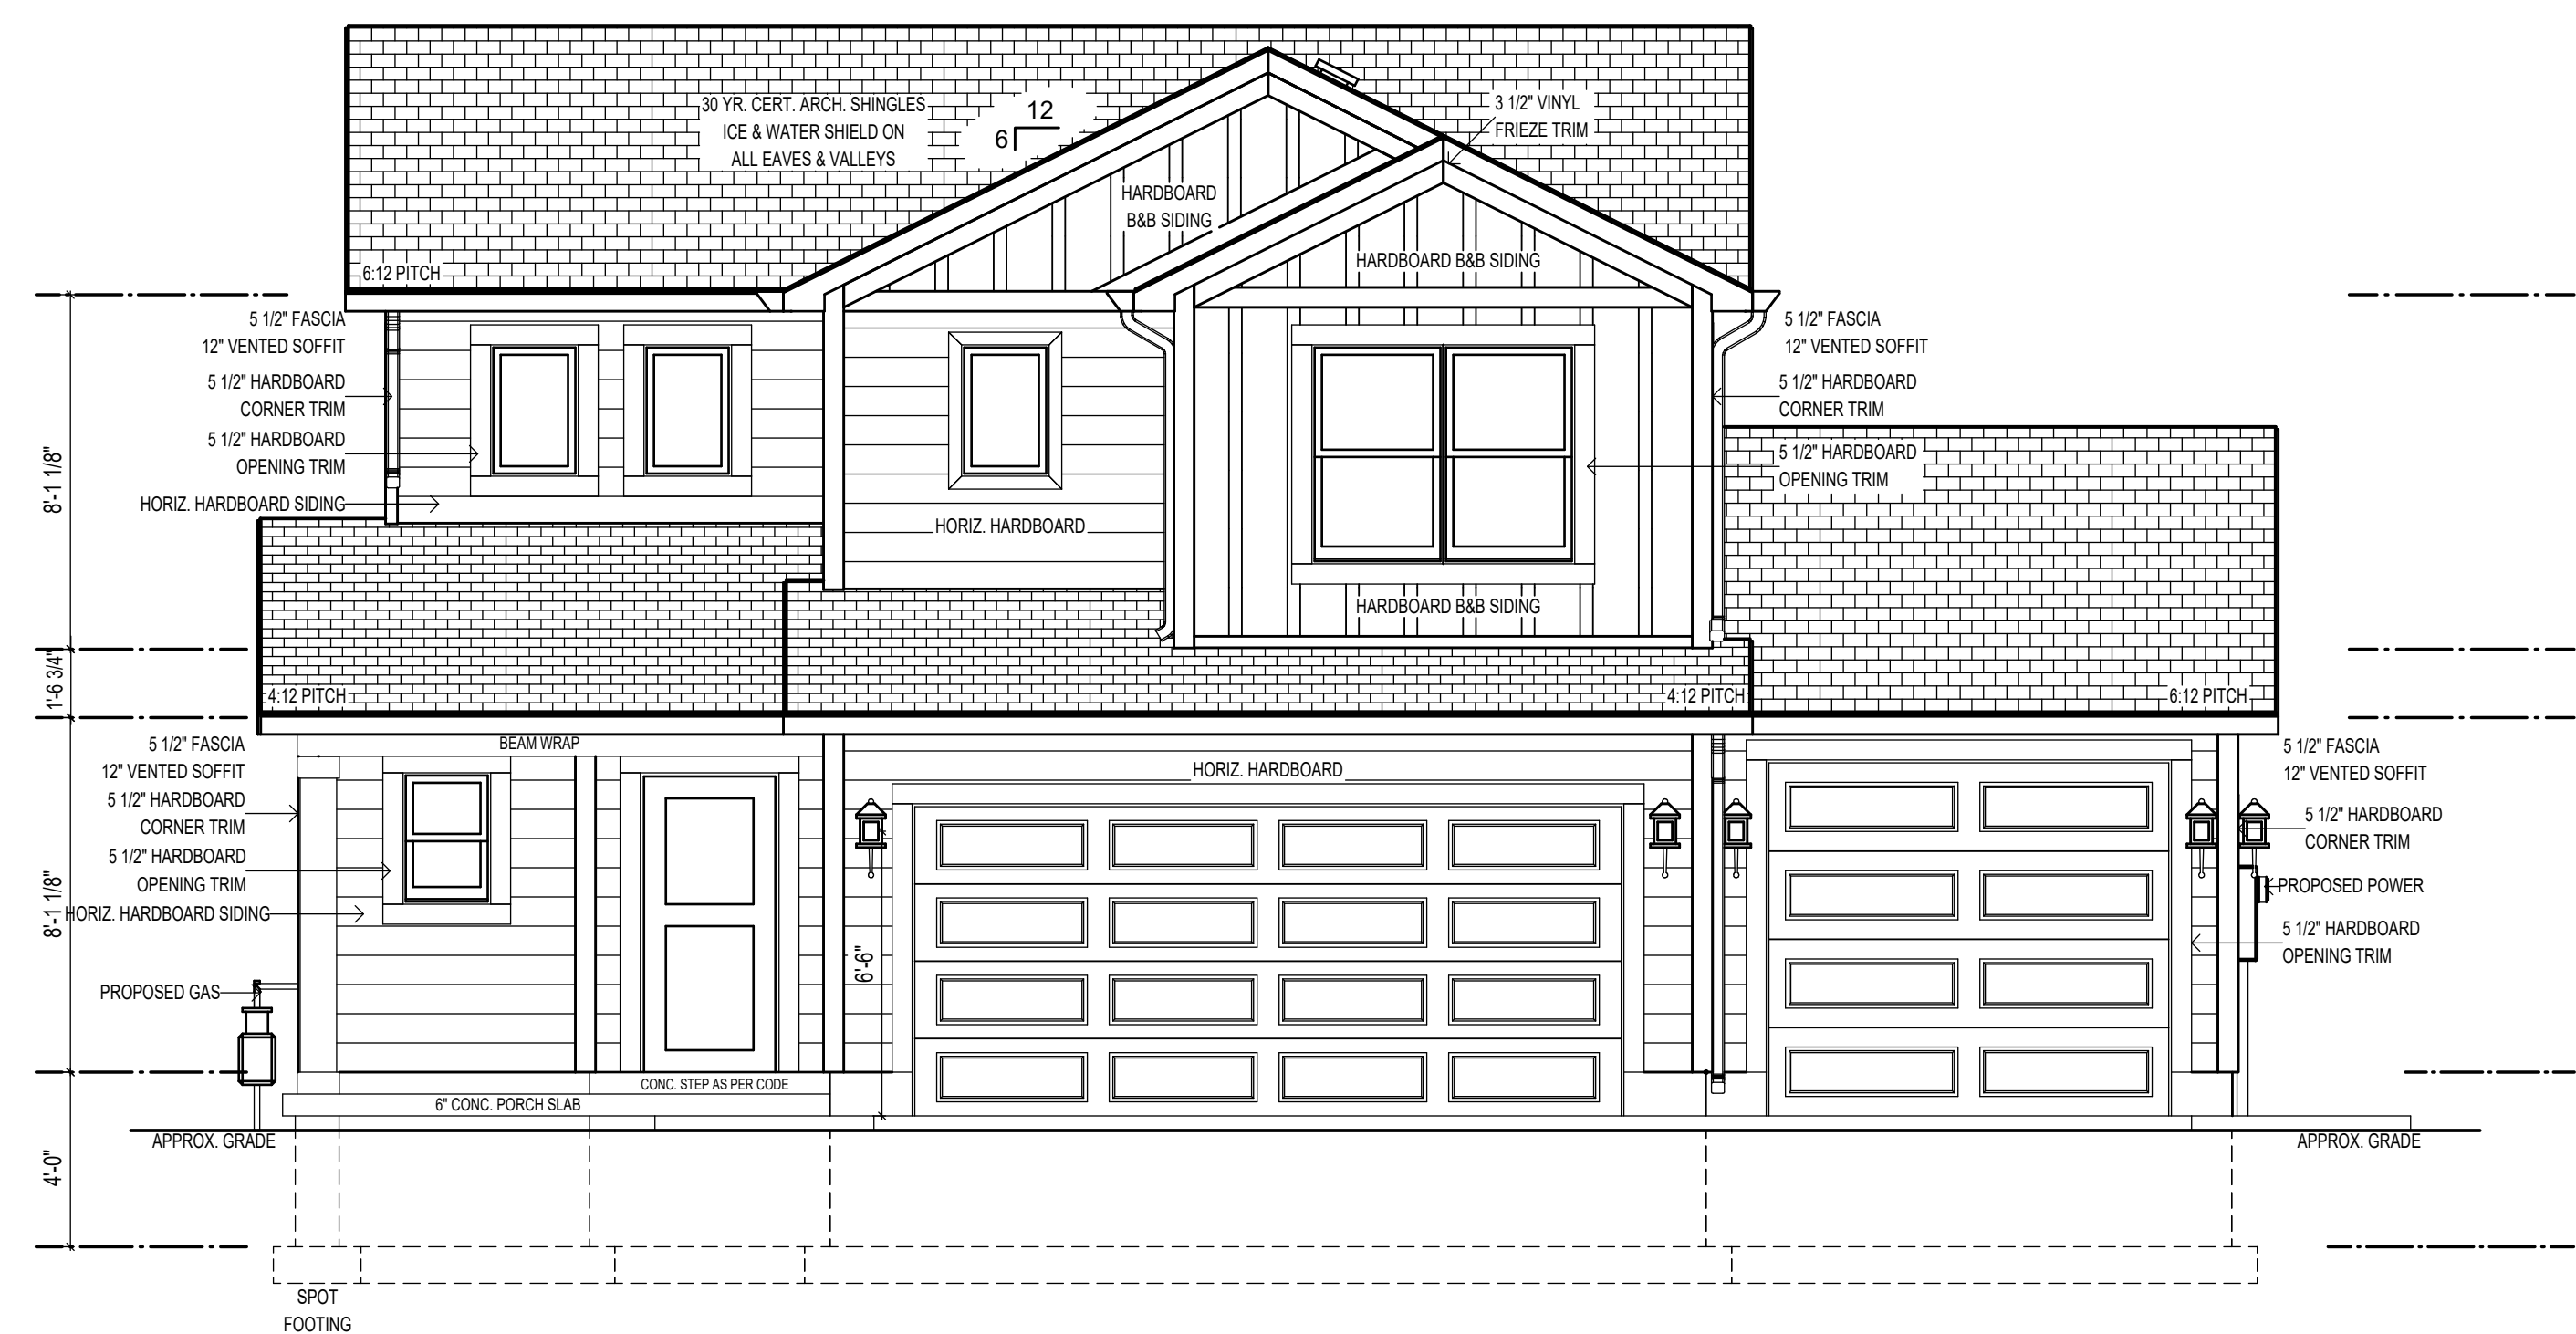 30 YR. CERT. ARCH. SHINGLES
ICE & WATER SHIELD ON
ALL EAVES & VALLEYS
12
6
3 1/2" VINYL
FRIEZE TRIM
HARDBOARD
B&B SIDING
HARDBOARD B&B SIDING
6:12 PITCH
5 1/2" FASCIA
12" VENTED SOFFIT
5 1/2" HARDBOARD
CORNER TRIM
5 1/2" HARDBOARD
OPENING TRIM
HORIZ. HARDBOARD SIDING
5 1/2" FASCIA
12" VENTED SOFFIT
5 1/2" HARDBOARD
CORNER TRIM
5 1/2" HARDBOARD
OPENING TRIM
8'-1 1/8"
HORIZ. HARDBOARD
HARDBOARD B&B SIDING
1'-6 3/4"
4:12 PITCH
4:12 PITCH
6:12 PITCH
5 1/2" FASCIA
12" VENTED SOFFIT
5 1/2" HARDBOARD
CORNER TRIM
5 1/2" HARDBOARD
OPENING TRIM
HORIZ. HARDBOARD SIDING
BEAM WRAP
HORIZ. HARDBOARD
5 1/2" FASCIA
12" VENTED SOFFIT
5 1/2" HARDBOARD
CORNER TRIM
PROPOSED POWER
5 1/2" HARDBOARD
OPENING TRIM
8'-1 1/8"
6'-6"
PROPOSED GAS
CONC. STEP AS PER CODE
6" CONC. PORCH SLAB
APPROX. GRADE
APPROX. GRADE
4'-0"
SPOT
FOOTING